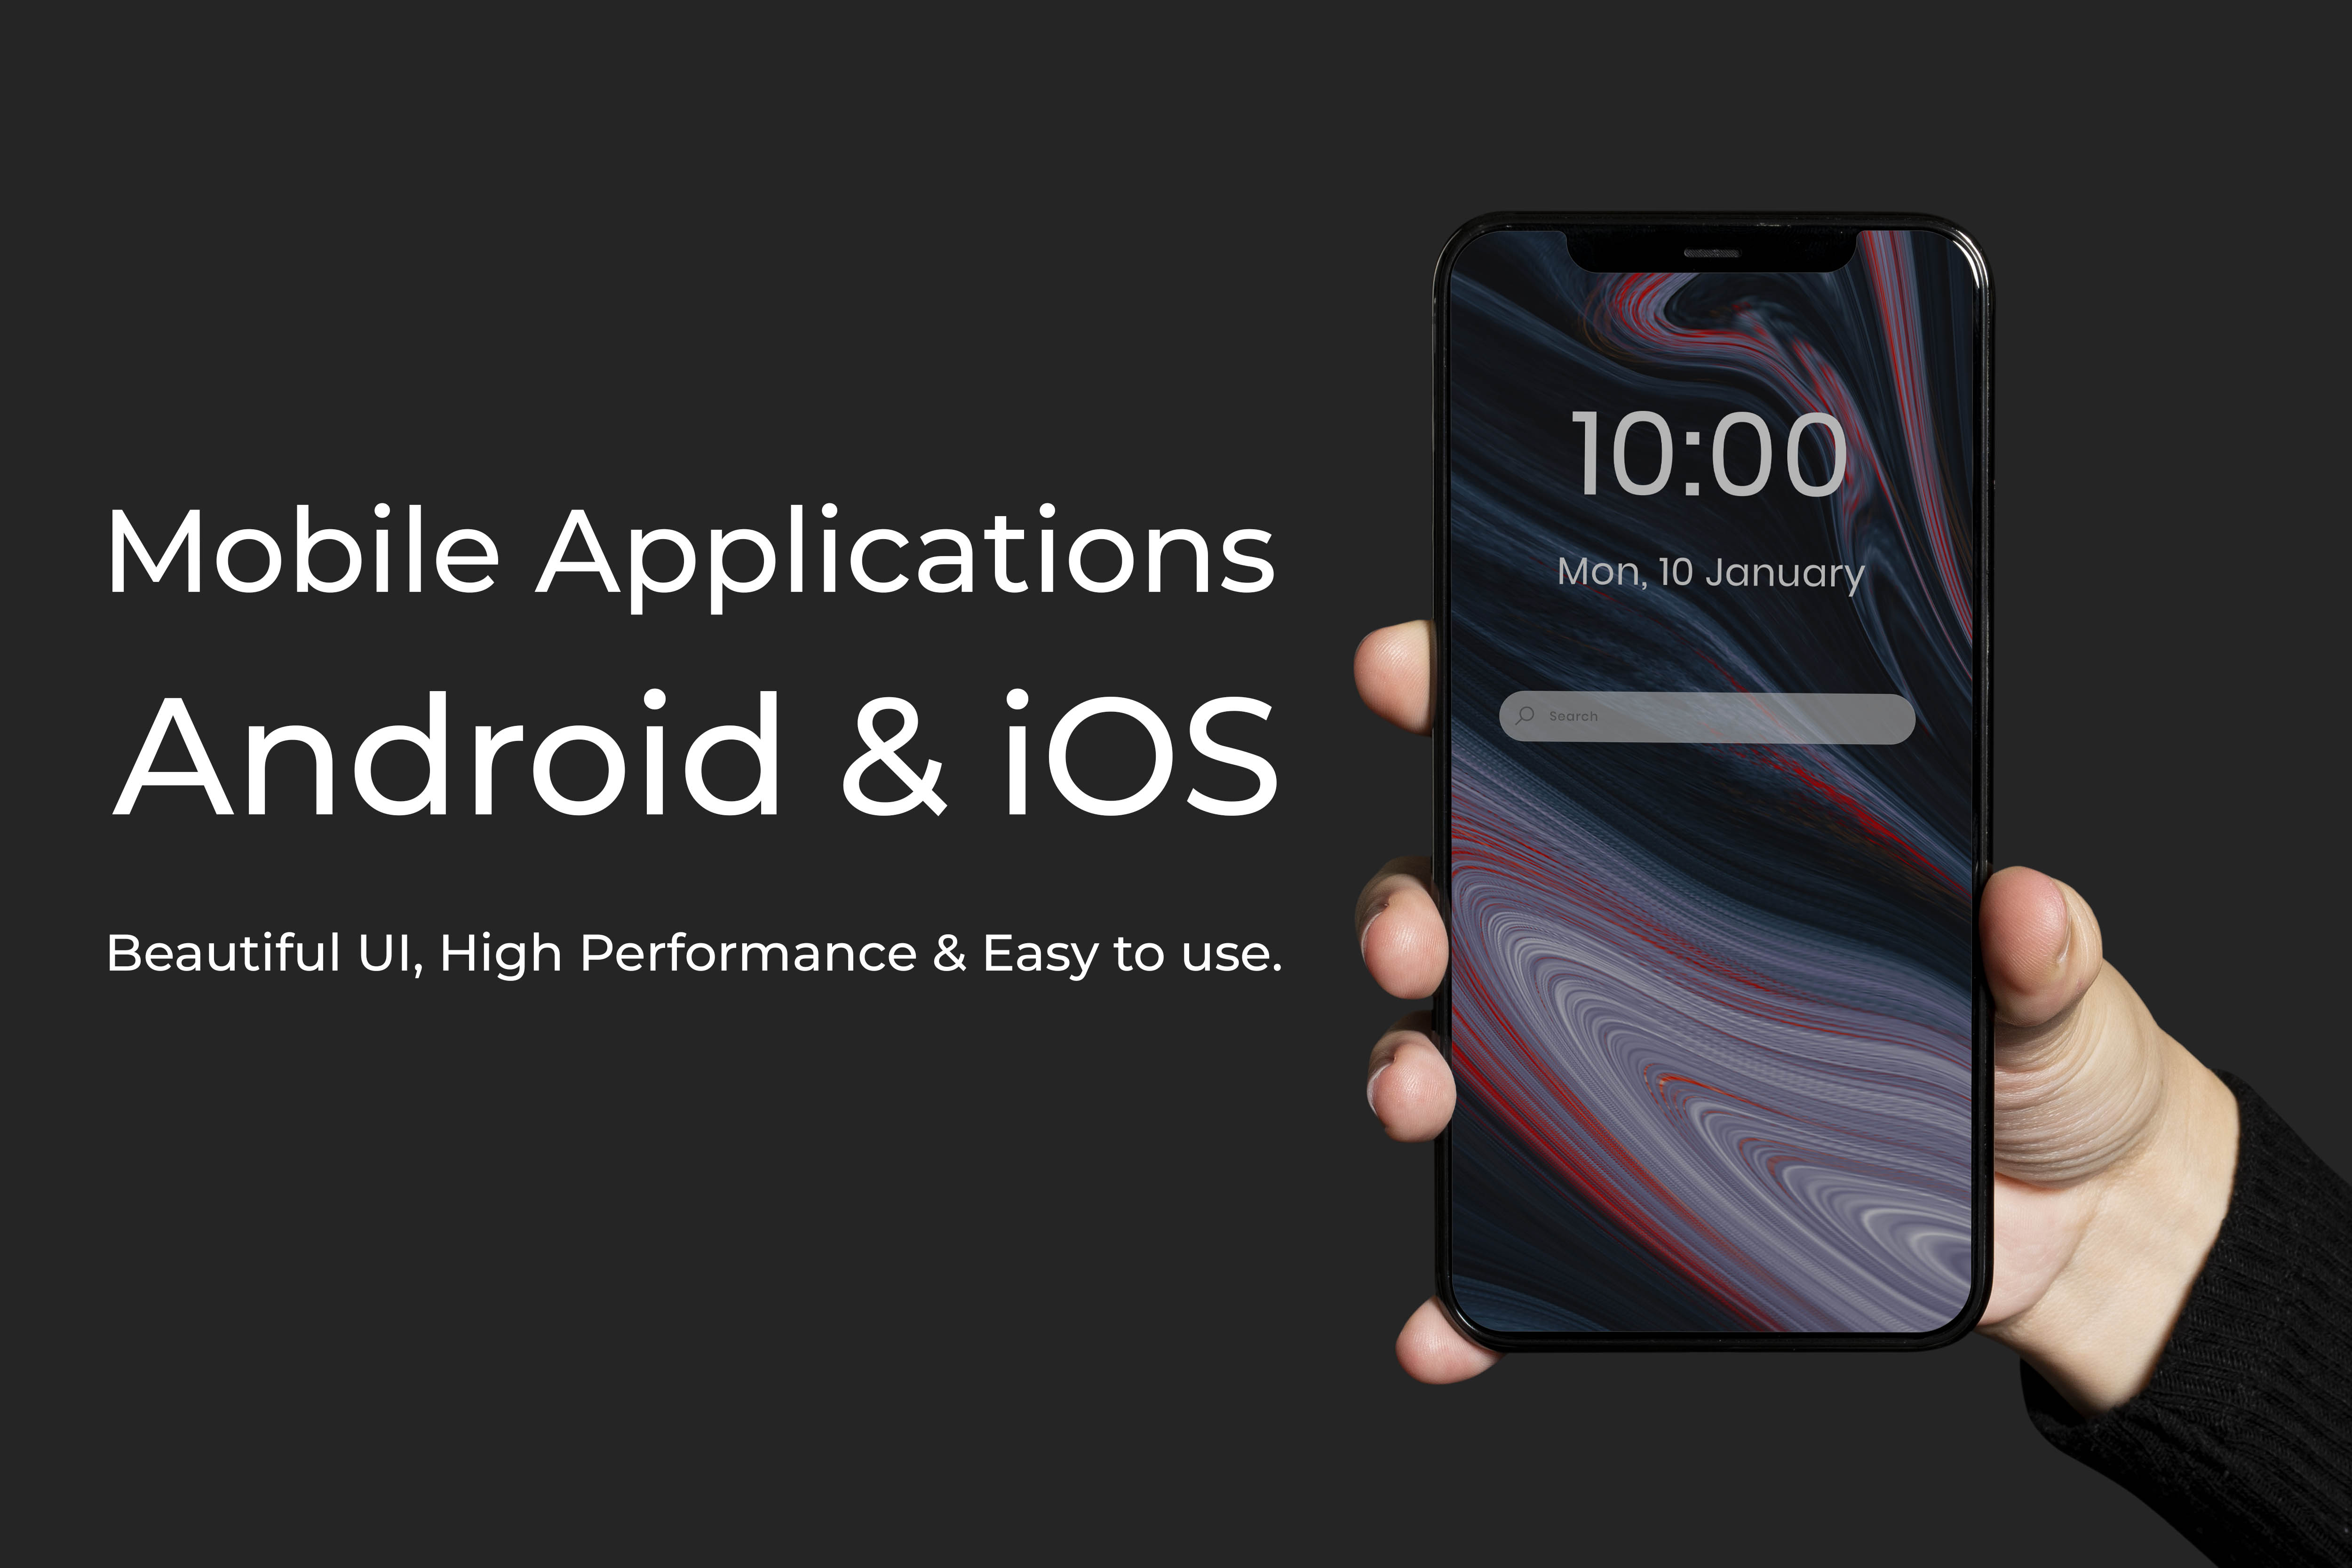 Mobile Applications
Android & iOS
Beautiful UI, High Performance & Easy to use.
10:00
Mon, 10 January
Search